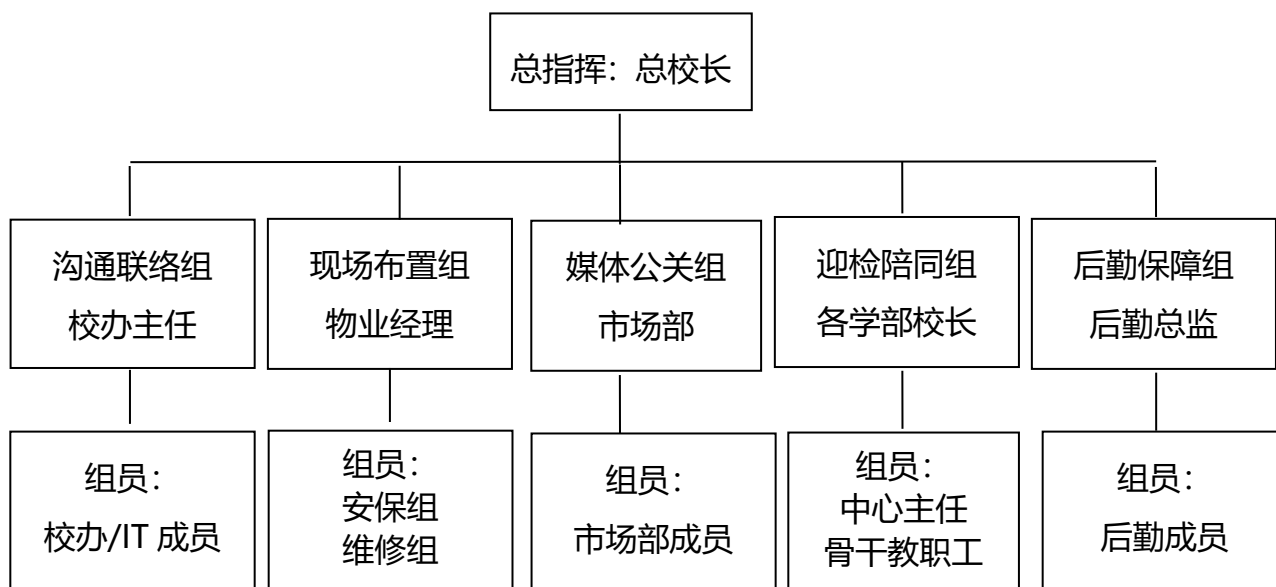 总指挥：总校长
沟通联络组
校办主任
现场布置组
物业经理
媒体公关组
市场部
迎检陪同组
各学部校长
后勤保障组
后勤总监
组员：
校办/IT 成员
组员：
安保组
维修组
组员：
市场部成员
组员：
中心主任
骨干教职工
组员：
后勤成员